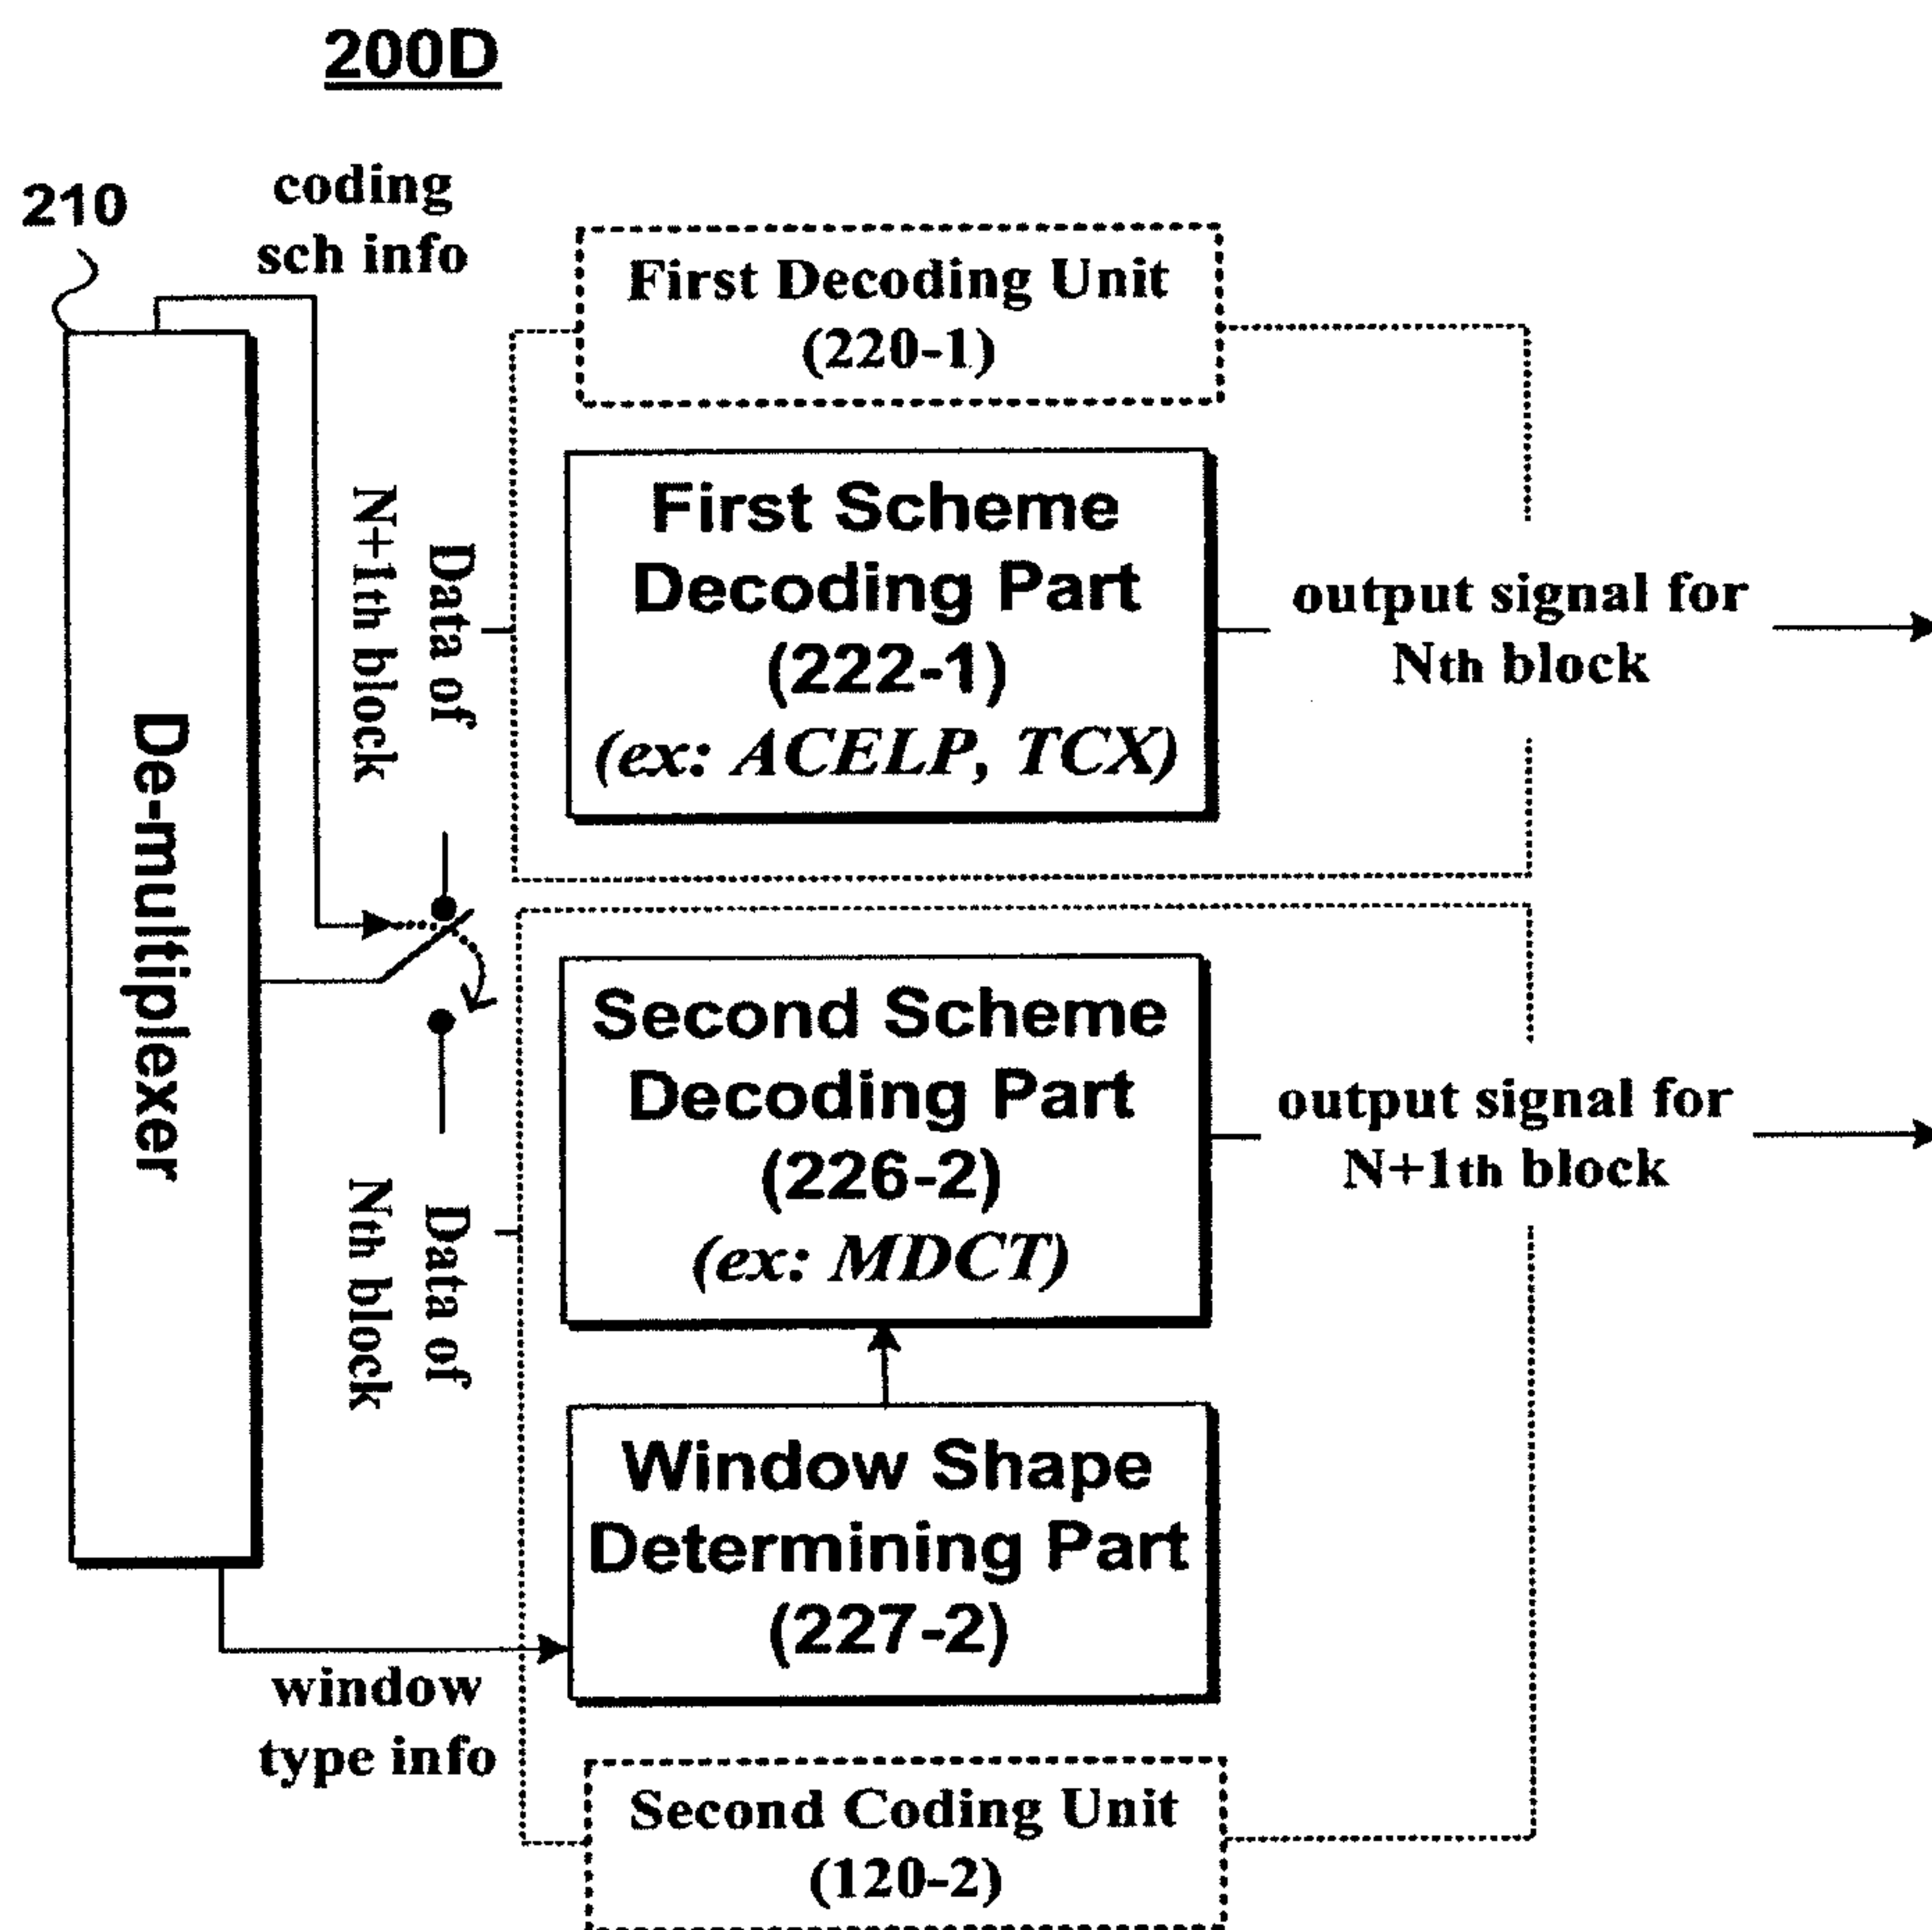 200D
210
coding
sch info
First Decoding Unit
(220-1)
First Scheme
Decoding Part
(222-1)
(ex: ACELP, TCX)
Data of
N+1th block
output signal for
Nth block
De-multiplexer
Second Scheme
Decoding Part
(226-2)
(ex: MDCT)
Data of
Nth block
output signal for
N+1th block
Window Shape
Determining Part
(227-2)
window
type info
Second Coding Unit
(120-2)